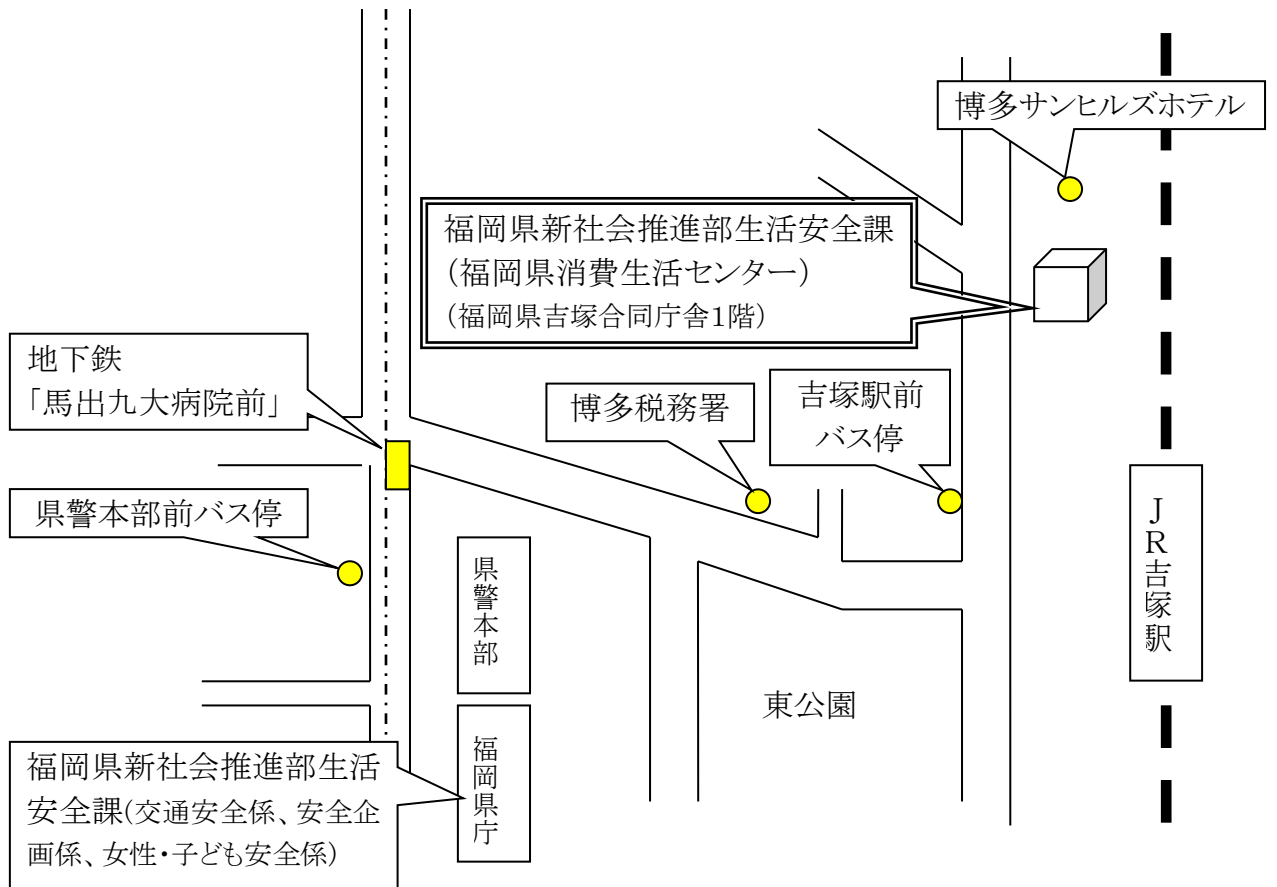 博多サンヒルズホテル
福岡県新社会推進部生活安全課
(福岡県消費生活センター)
(福岡県吉塚合同庁舎1階)
地下鉄
「馬出九大病院前」
博多税務署
吉塚駅前
バス停
県警本部前バス停
JR吉塚駅
県警本部
東公園
福岡県庁
福岡県新社会推進部生活
安全課(交通安全係、安全企
画係、女性・子ども安全係)